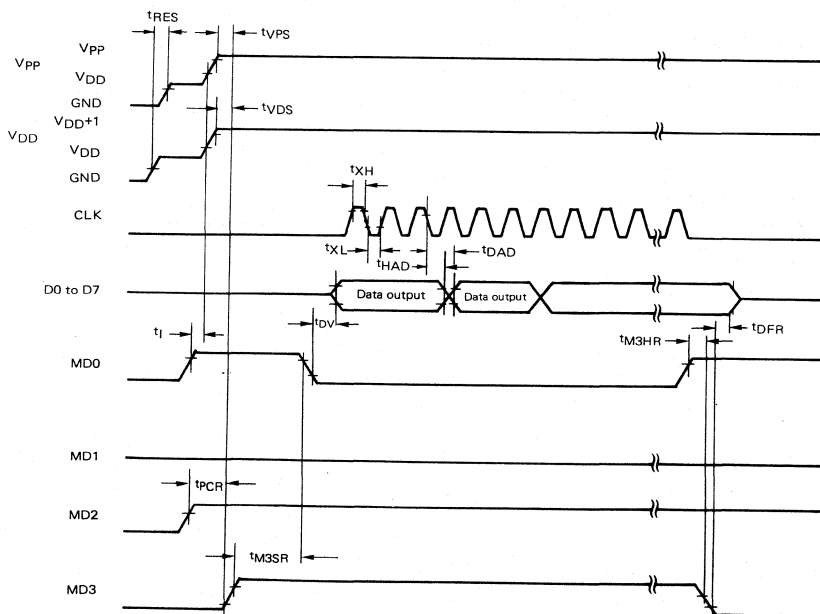 tRES
tVPS
VPP
VPP
VDD
GND
tVDS
VDD+1
VDD
VDD
GND
tXH
CLK
tXL
tHAD
tDAD
D0 to D7
Data output
Data output
tI
tDV
tDFR
tM3HR
MD0
MD1
tPCR
MD2
tM3SR
MD3